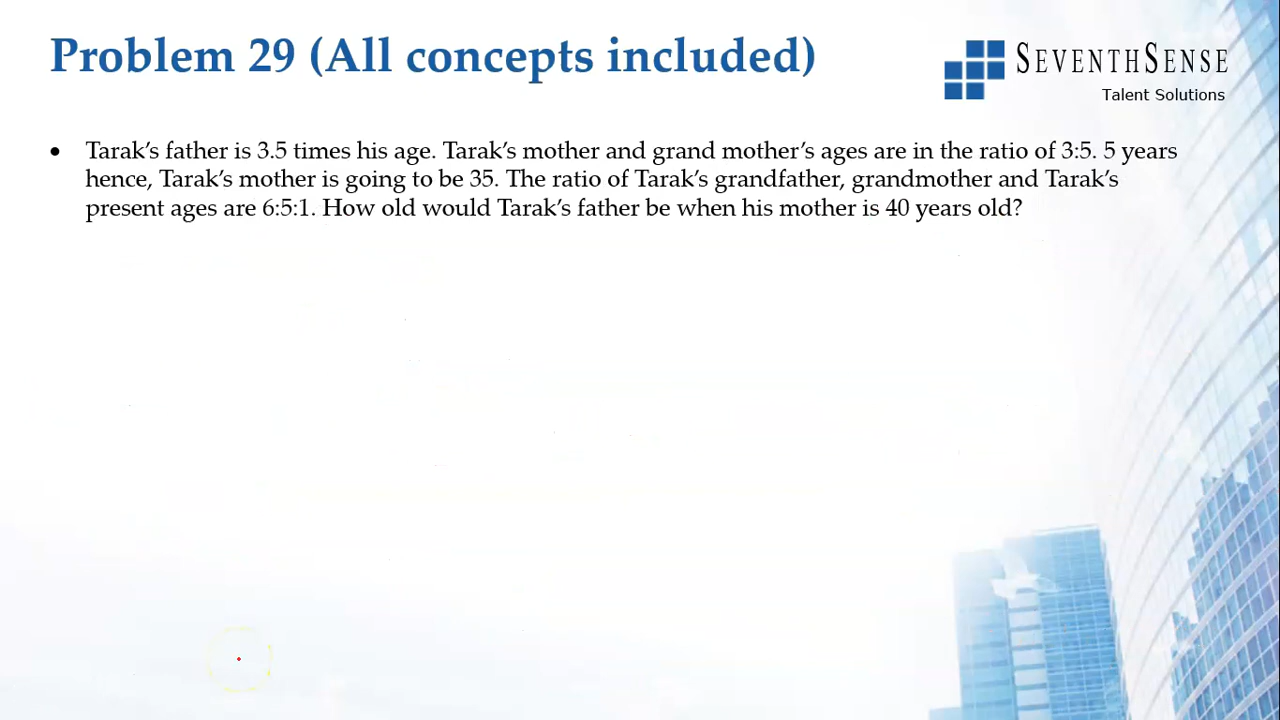 Problem 29 (All concepts included)
SEVENTHSENSE
Talent Solutions
• Tarak’s father is 3.5 times his age. Tarak’s mother and grand mother’s ages are in the ratio of 3:5. 5 years
hence, Tarak’s mother is going to be 35. The ratio of Tarak’s grandfather, grandmother and Tarak’s
present ages are 6:5:1. How old would Tarak’s father be when his mother is 40 years old?